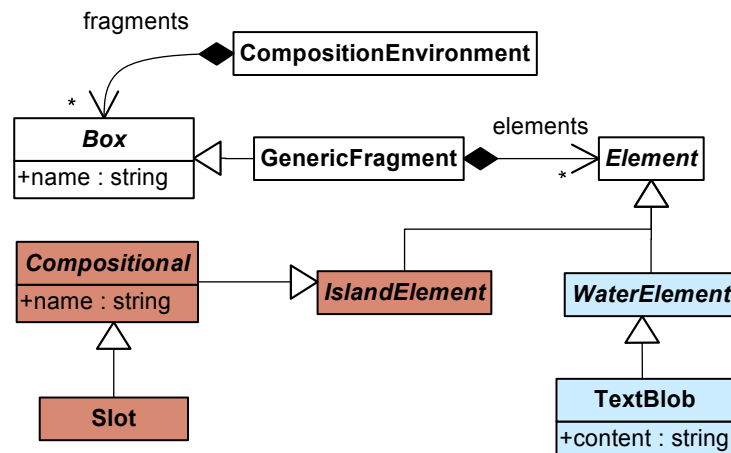 fragments
CompositionEnvironment
*
Box
+name : string
GenericFragment
elements
*
Element
Compositional
+name : string
IslandElement
WaterElement
Slot
TextBlob
+content : string